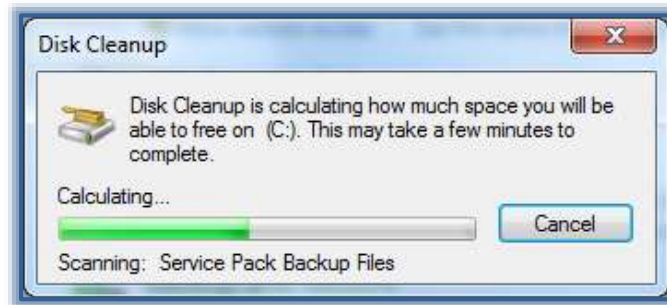 Disk Cleanup
Disk Cleanup is calculating how much space you will be
able to free on  (C:). This may take a few minutes to
complete.
Calculating...
Cancel
Scanning:  Service Pack Backup Files